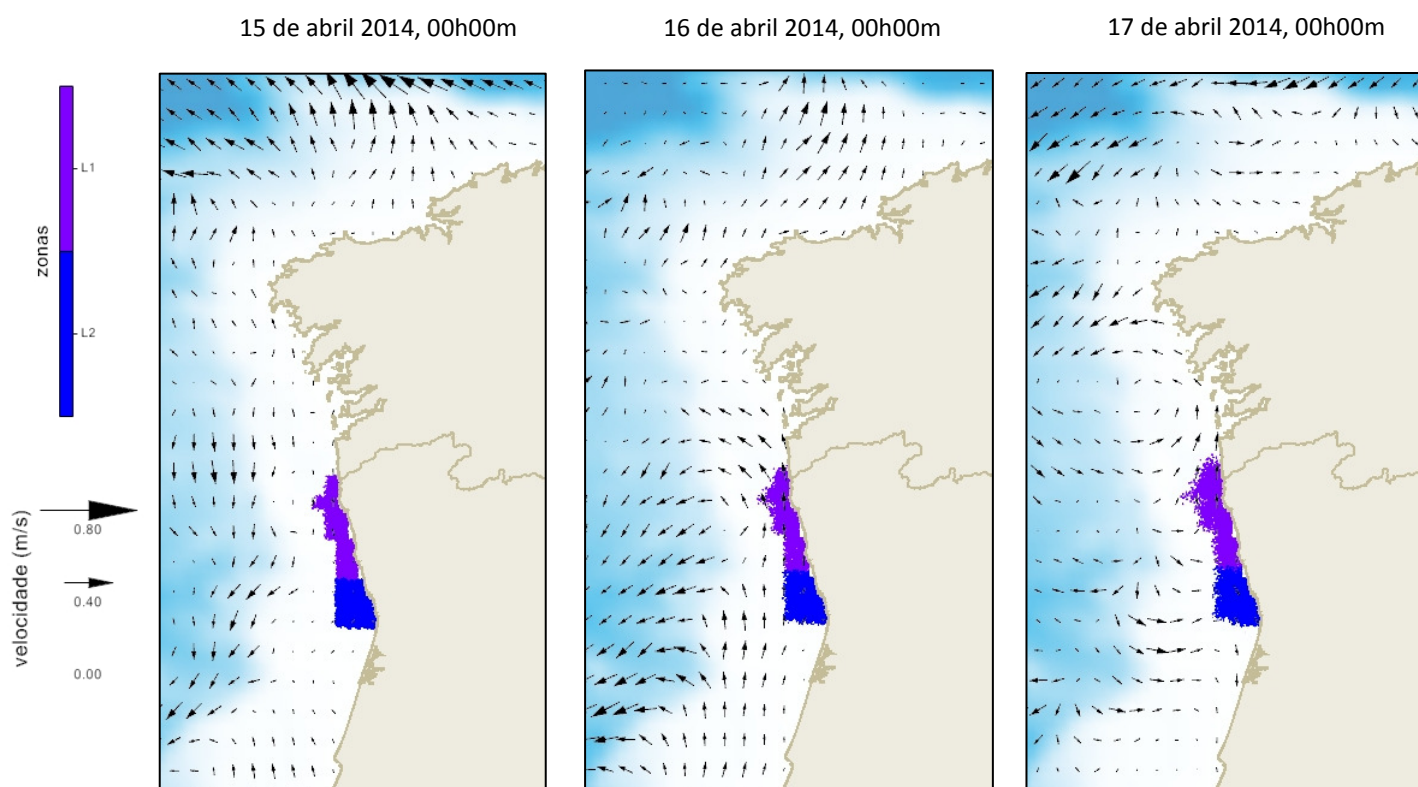 15 de abril 2014, 00h00m
16 de abril 2014, 00h00m
17 de abril 2014, 00h00m
zonas
L1
L2
velocidade (m/s)
0.80
0.40
0.00